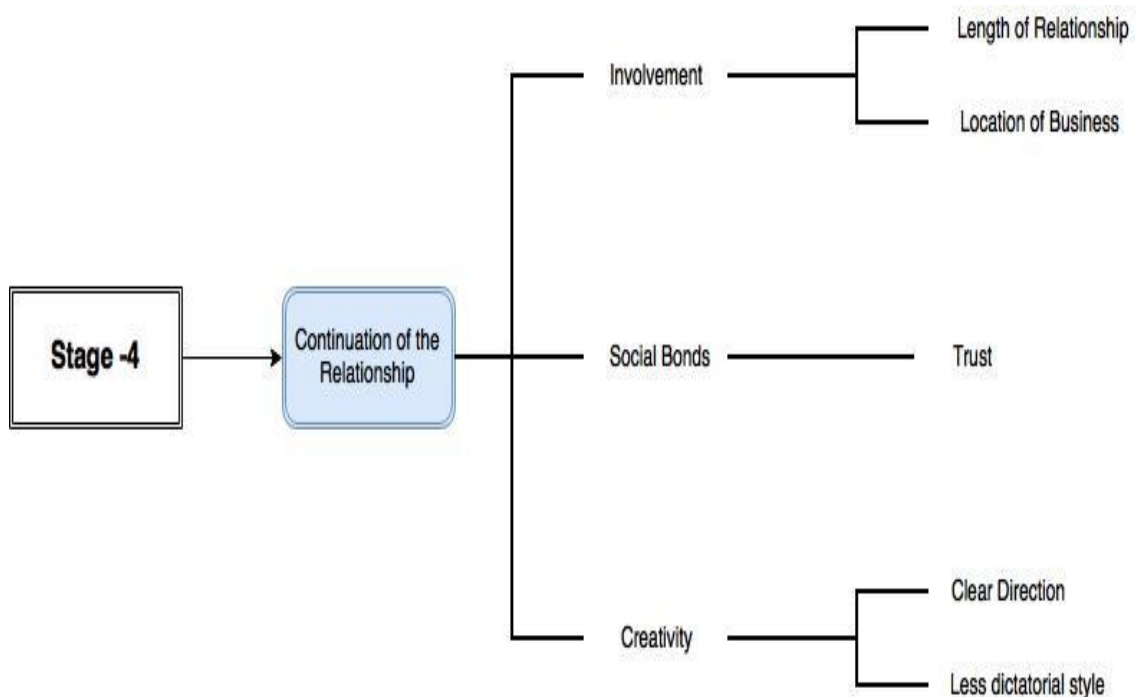 Length of Relationship
Involvement
Location of Business
Stage -4
Continuation of the
Relationship
Social Bonds
Trust
Clear Direction
Creativity
Less dictatorial style